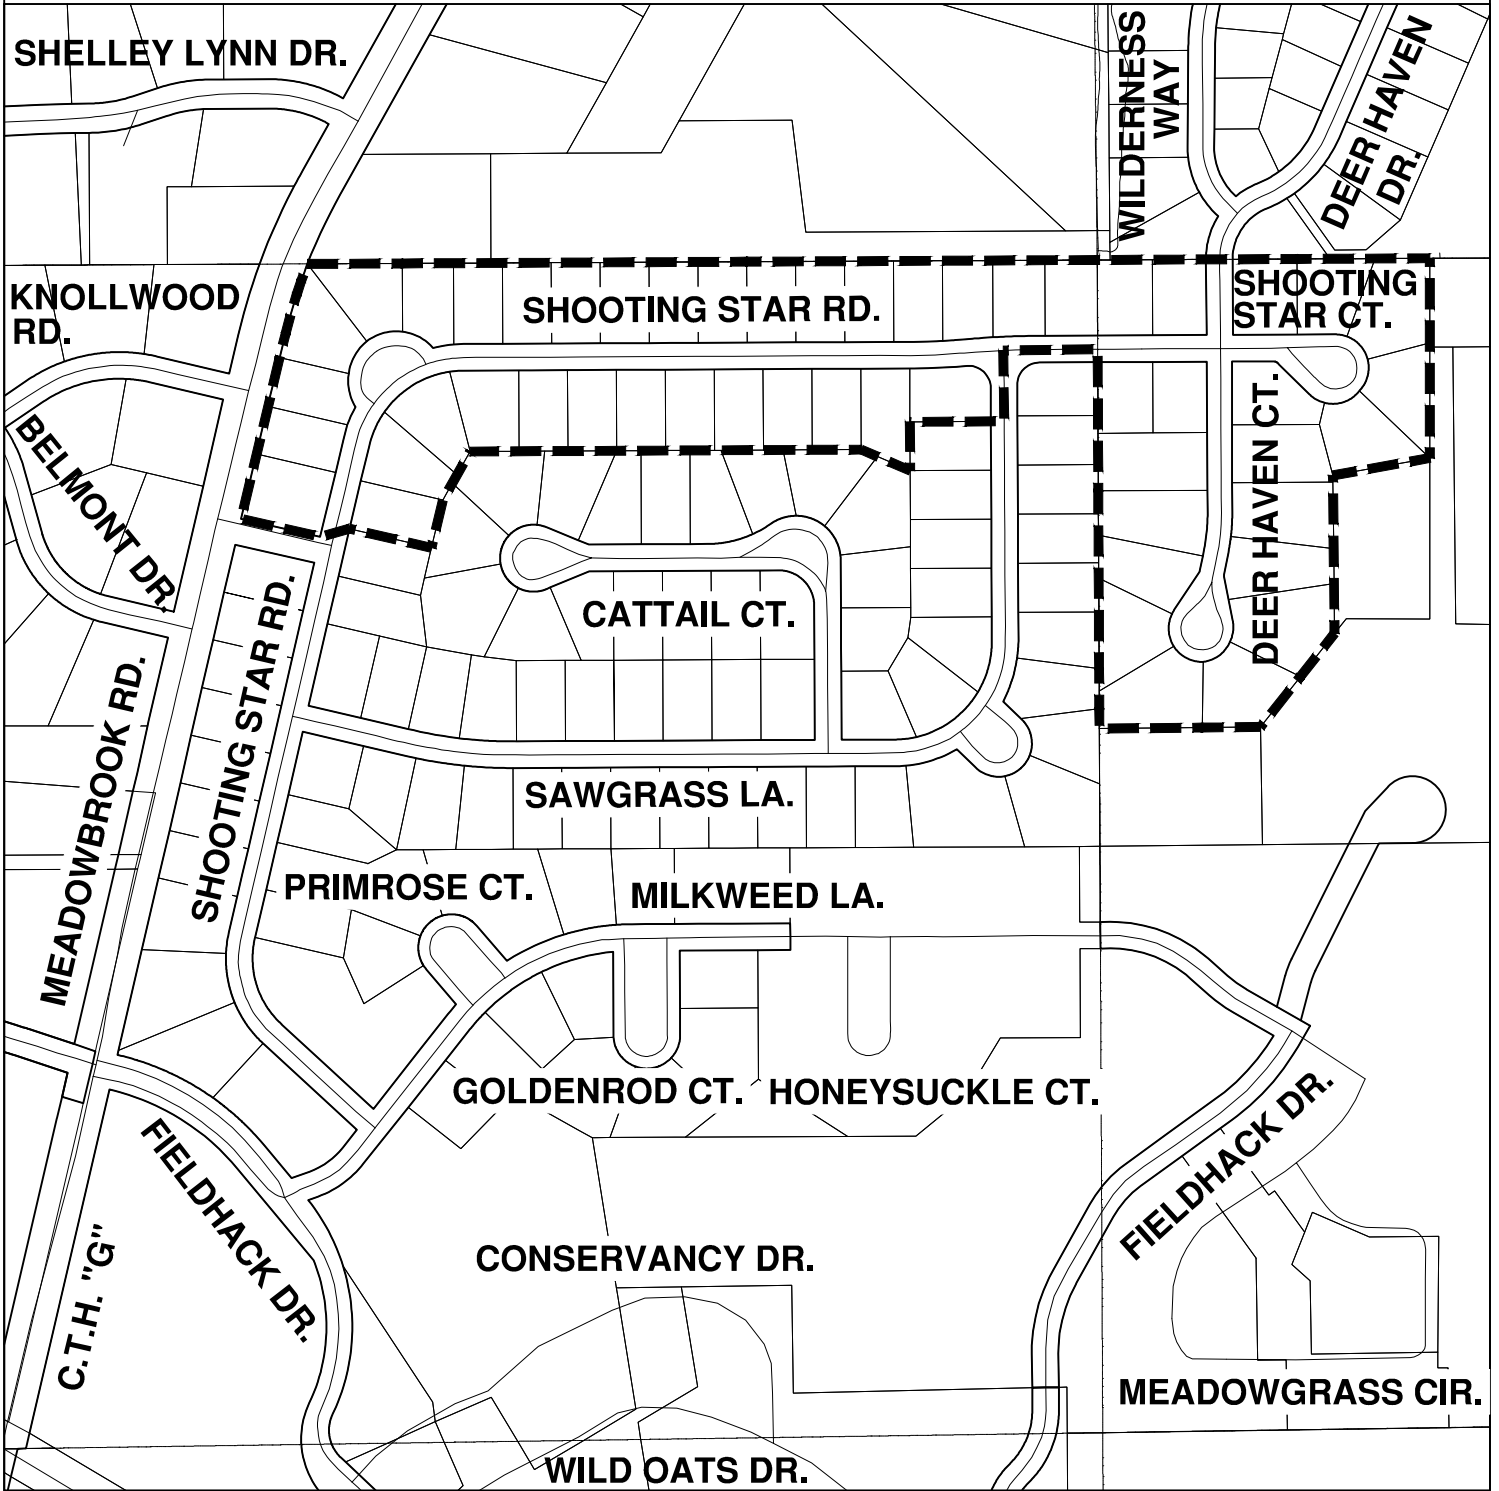 SHELLEY LYNN DR.
WILDERNESS
WAY
DEER HAVEN
DR.
KNOLLWOOD
RD.
SHOOTING STAR RD.
SHOOTING
STAR CT.
BELMONT DR.
DEER HAVEN CT.
CATTAIL CT.
SHOOTING STAR RD.
MEADOWBROOK RD.
SAWGRASS LA.
PRIMROSE CT.
MILKWEED LA.
GOLDENROD CT.
HONEYSUCKLE CT.
FIELDHACK DR.
FIELDHACK DR.
C.T.H. "G"
CONSERVANCY DR.
MEADOWGRASS CIR.
WILD OATS DR.